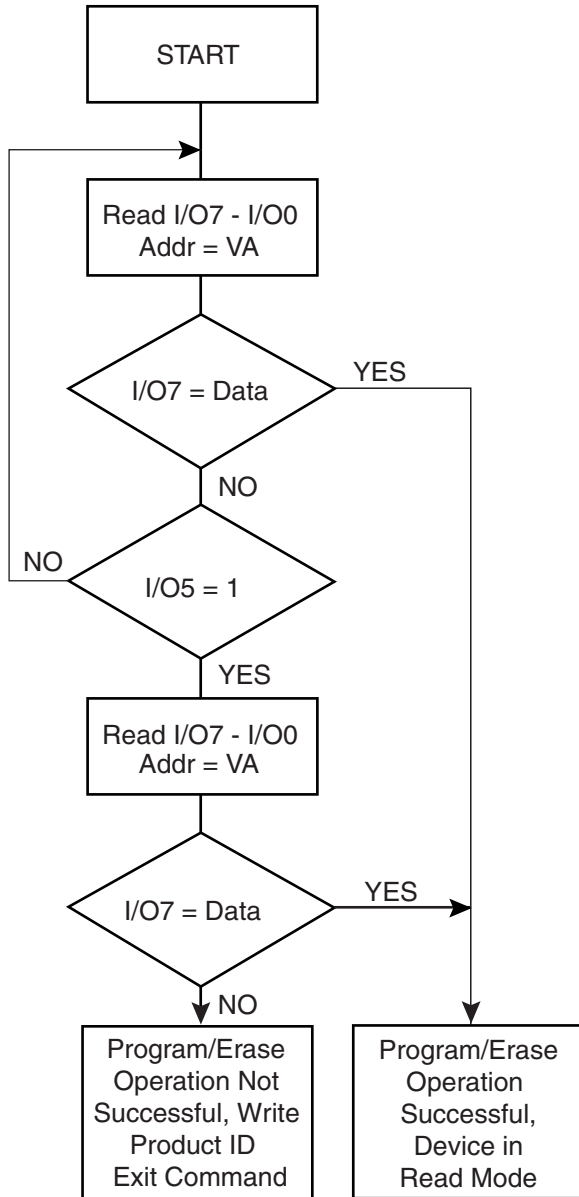 START
Read I/O7 - I/O0
Addr = VA
I/O7 = Data
YES
NO
I/O5 = 1
NO
YES
Read I/O7 - I/O0
Addr = VA
I/O7 = Data
YES
NO
Program/Erase
Operation Not
Successful, Write
Product ID
Exit Command
Program/Erase
Operation
Successful,
Device in
Read Mode